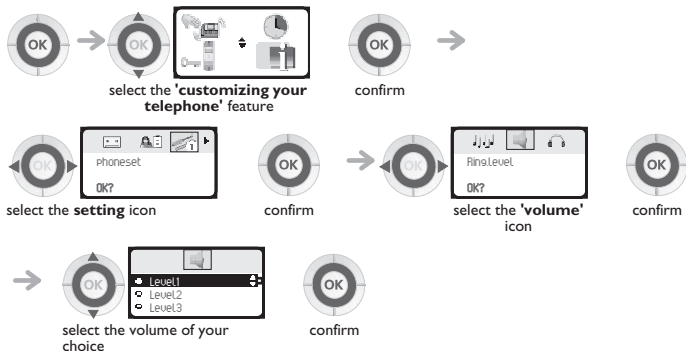 OK
OK
OK
select the 'customizing your
telephone' feature
confirm
OK
Phoneset
OK?
OK
OK
Ring.level
OK?
OK
select the setting icon
confirm
select the 'volume'
icon
confirm
OK
Level1
Level2
Level3
OK
select the volume of your
choice
confirm